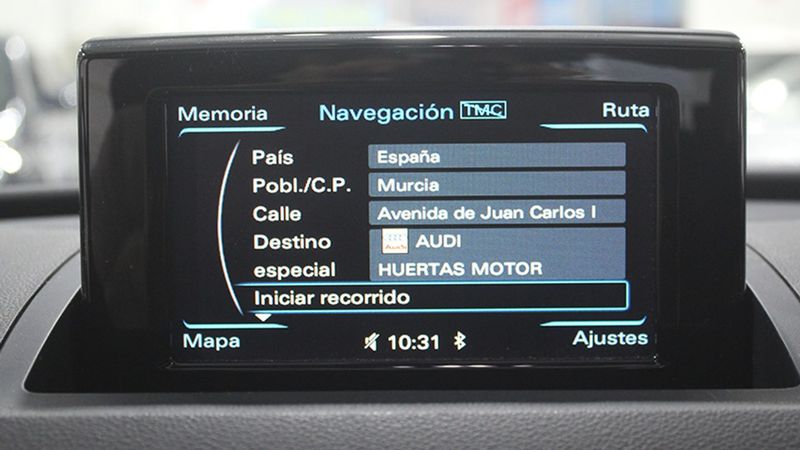 Memoria Navegación TMC Ruta
País España
Pobl./C.P. Murcia
Calle Avenida de Juan Carlos I
Destino AUDI
especial HUERTAS MOTOR
Iniciar recorrido
Mapa 10:31 Ajustes